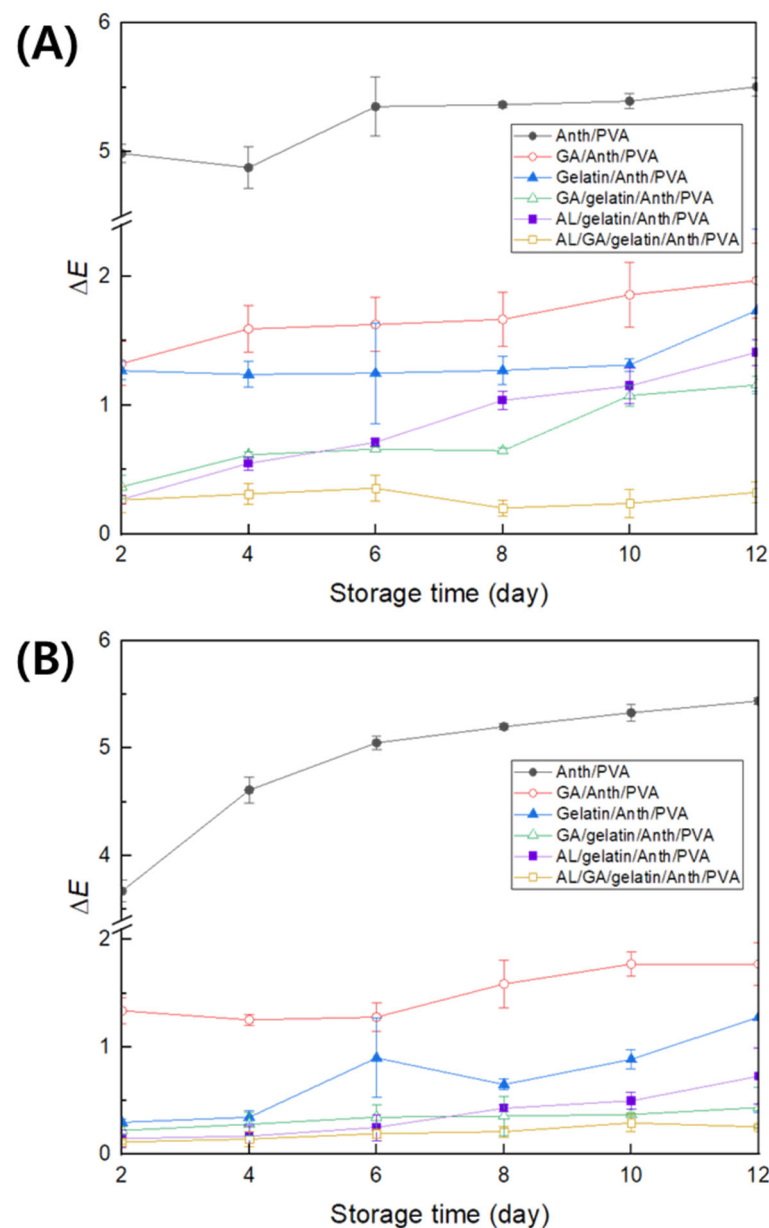 (A)
6
5
2
1
0
ΔE
Anth/PVA
GA/Anth/PVA
Gelatin/Anth/PVA
GA/gelatin/Anth/PVA
AL/gelatin/Anth/PVA
AL/GA/gelatin/Anth/PVA
2 4 6 8 10 12
Storage time (day)
(B)
6
5
4
2
1
0
ΔE
Anth/PVA
GA/Anth/PVA
Gelatin/Anth/PVA
GA/gelatin/Anth/PVA
AL/gelatin/Anth/PVA
AL/GA/gelatin/Anth/PVA
2 4 6 8 10 12
Storage time (day)